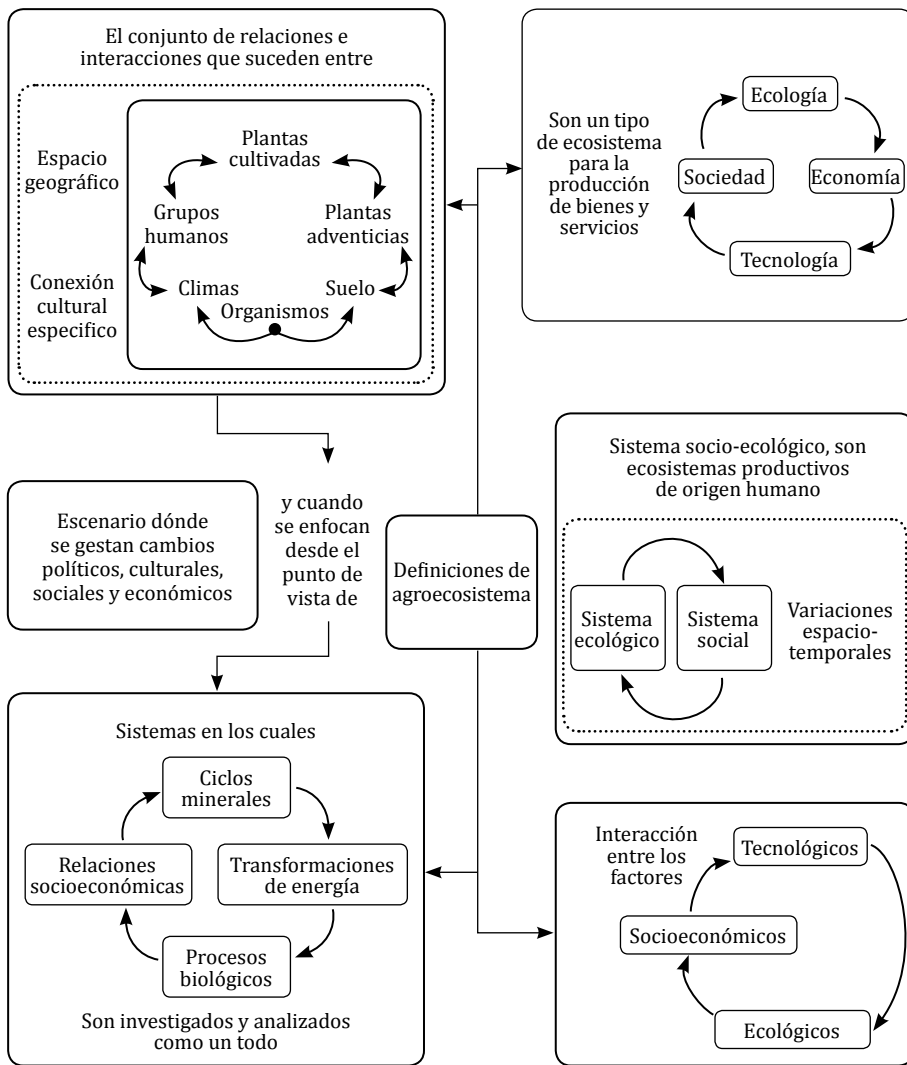 El conjunto de relaciones e
interacciones que suceden entre
Espacio
geográfico
Conexión
cultural
especifico
Plantas
cultivadas
Grupos
humanos
Plantas
adventicias
Climas
Suelo
Organismos
Son un tipo
de ecosistema
para la
producción
de bienes y
servicios
Ecología
Sociedad
Economía
Tecnología
Escenario dónde
se gestan cambios
políticos, culturales,
sociales y económicos
y cuando
se enfocan
desde el
punto de
vista de
Definiciones de
agroecosistema
Sistema socio-ecológico, son
ecosistemas productivos
de origen humano
Sistema
ecológico
Sistema
social
Variaciones
espacio-
temporales
Sistemas en los cuales
Ciclos
minerales
Relaciones
socioeconómicas
Transformaciones
de energía
Procesos
biológicos
Son investigados y analizados
como un todo
Interacción
entre los
factores
Tecnológicos
Socioeconómicos
Ecológicos